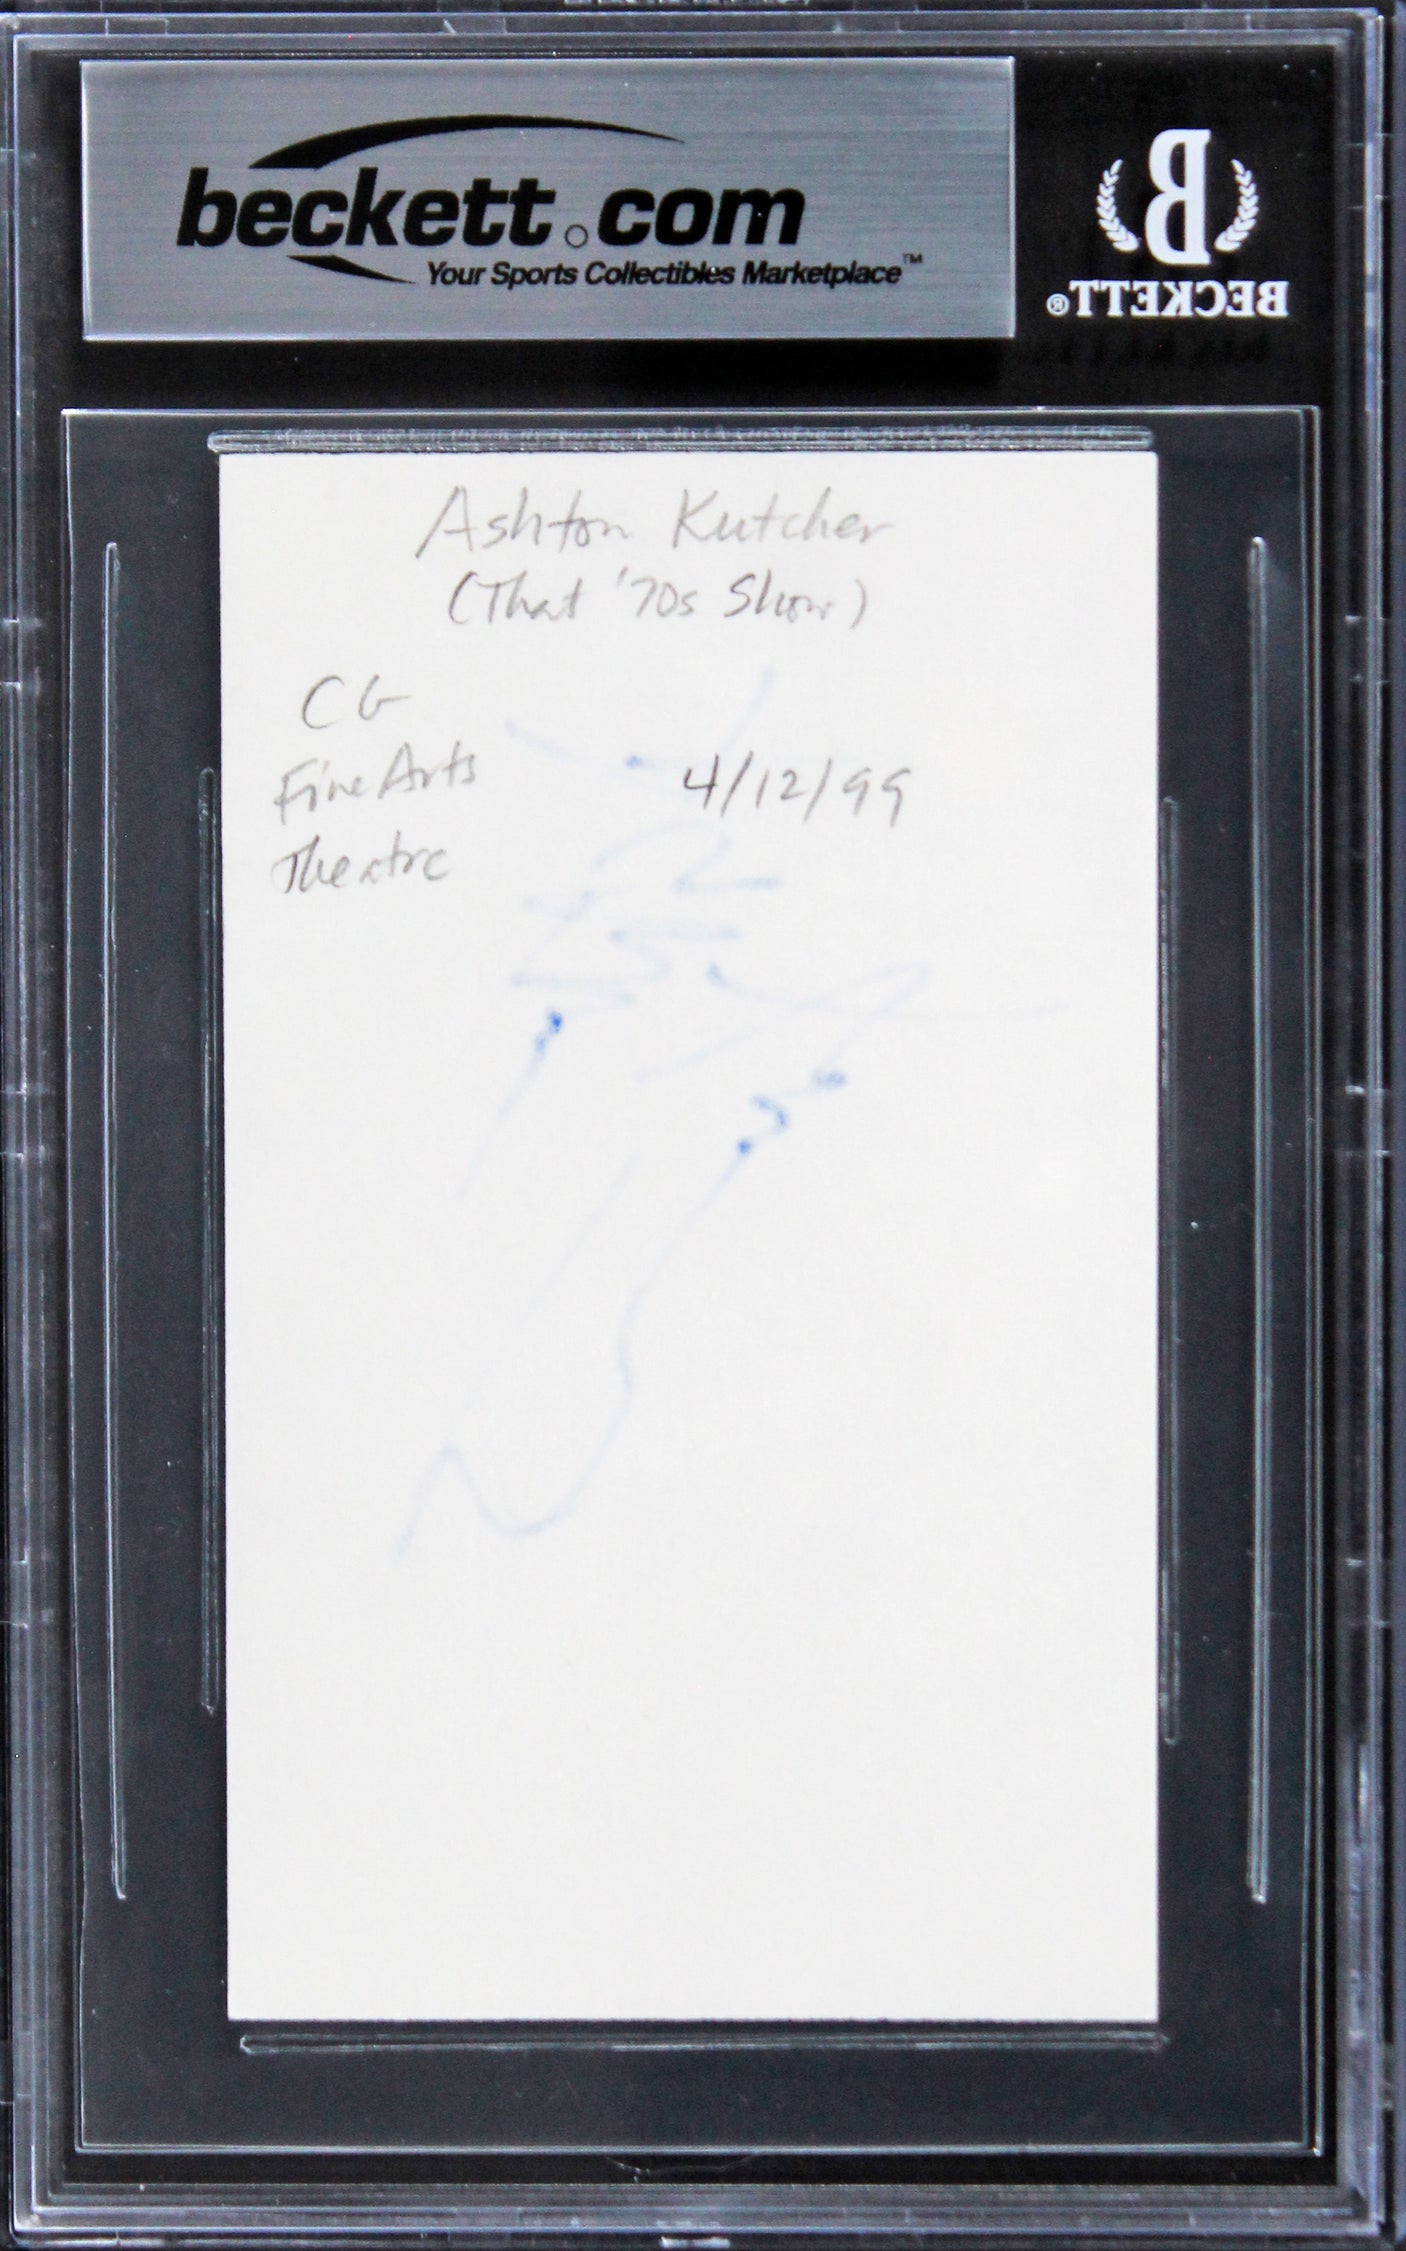 beckett.com
Your Sports Collectibles Marketplace™
BECKETT®
Ashton Kutcher
(That '70s Show)
CG
Fine Arts
Theatre
4/12/99